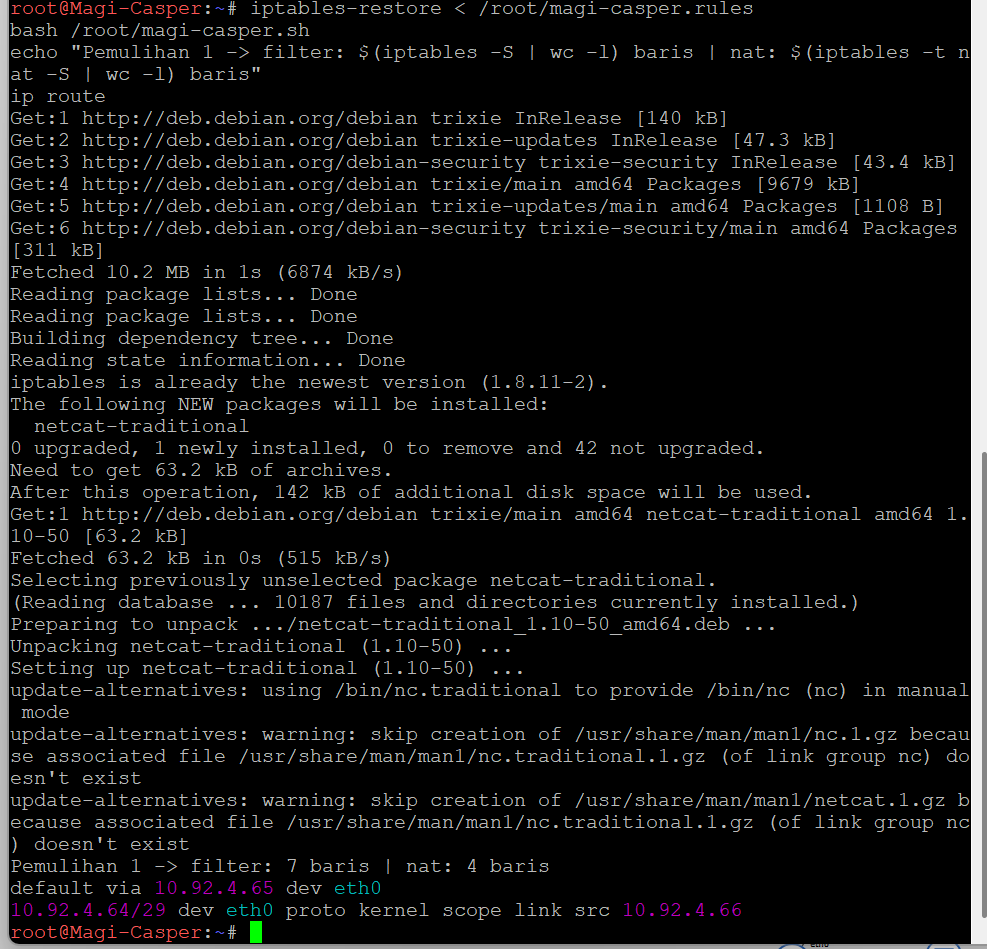 root@Magi-Casper:~# iptables-restore < /root/magi-casper.rules
bash /root/magi-casper.sh
echo "Pemulihan 1 -> filter: $(iptables -S | wc -l) baris | nat: $(iptables -t n
at -S | wc -l) baris"
ip route
Get:1 http://deb.debian.org/debian trixie InRelease [140 kB]
Get:2 http://deb.debian.org/debian trixie-updates InRelease [47.3 kB]
Get:3 http://deb.debian.org/debian-security trixie-security InRelease [43.4 kB]
Get:4 http://deb.debian.org/debian trixie/main amd64 Packages [9679 kB]
Get:5 http://deb.debian.org/debian trixie-updates/main amd64 Packages [1108 B]
Get:6 http://deb.debian.org/debian-security trixie-security/main amd64 Packages
[311 kB]
Fetched 10.2 MB in 1s (6874 kB/s)
Reading package lists... Done
Reading package lists... Done
Building dependency tree... Done
Reading state information... Done
iptables is already the newest version (1.8.11-2).
The following NEW packages will be installed:
  netcat-traditional
0 upgraded, 1 newly installed, 0 to remove and 42 not upgraded.
Need to get 63.2 kB of archives.
After this operation, 142 kB of additional disk space will be used.
Get:1 http://deb.debian.org/debian trixie/main amd64 netcat-traditional amd64 1.
10-50 [63.2 kB]
Fetched 63.2 kB in 0s (515 kB/s)
Selecting previously unselected package netcat-traditional.
(Reading database ... 10187 files and directories currently installed.)
Preparing to unpack .../netcat-traditional_1.10-50_amd64.deb ...
Unpacking netcat-traditional (1.10-50) ...
Setting up netcat-traditional (1.10-50) ...
update-alternatives: using /bin/nc.traditional to provide /bin/nc (nc) in manual
 mode
update-alternatives: warning: skip creation of /usr/share/man/man1/nc.1.gz becau
se associated file /usr/share/man/man1/nc.traditional.1.gz (of link group nc) do
esn't exist
update-alternatives: warning: skip creation of /usr/share/man/man1/netcat.1.gz b
ecause associated file /usr/share/man/man1/nc.traditional.1.gz (of link group nc
) doesn't exist
Pemulihan 1 -> filter: 7 baris | nat: 4 baris
default via 10.92.4.65 dev eth0
10.92.4.64/29 dev eth0 proto kernel scope link src 10.92.4.66
root@Magi-Casper:~#